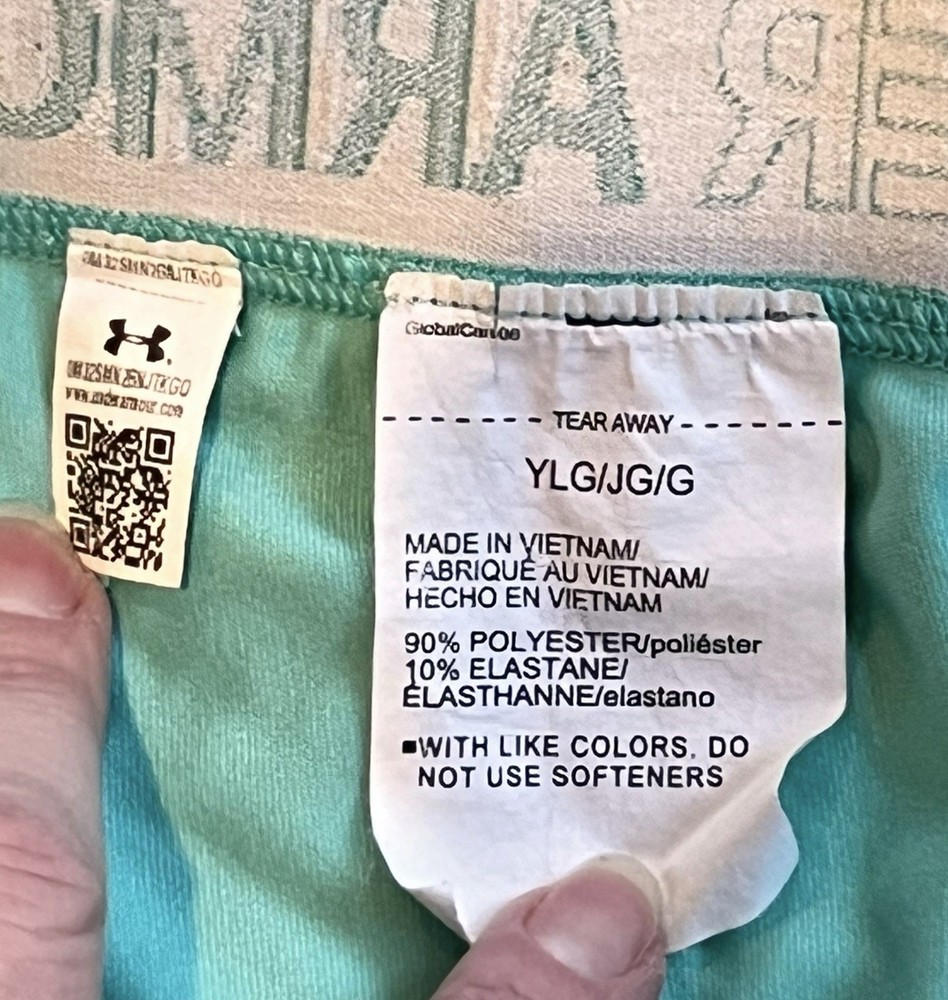 TEAR AWAY
YLG/JG/G
MADE IN VIETNAM/
FABRIQUÉ AU VIETNAM/
HECHO EN VIETNAM
90% POLYESTER/poliéster
10% ELASTANE/
ÉLASTHANNE/elastano
■WITH LIKE COLORS. DO
NOT USE SOFTENERS